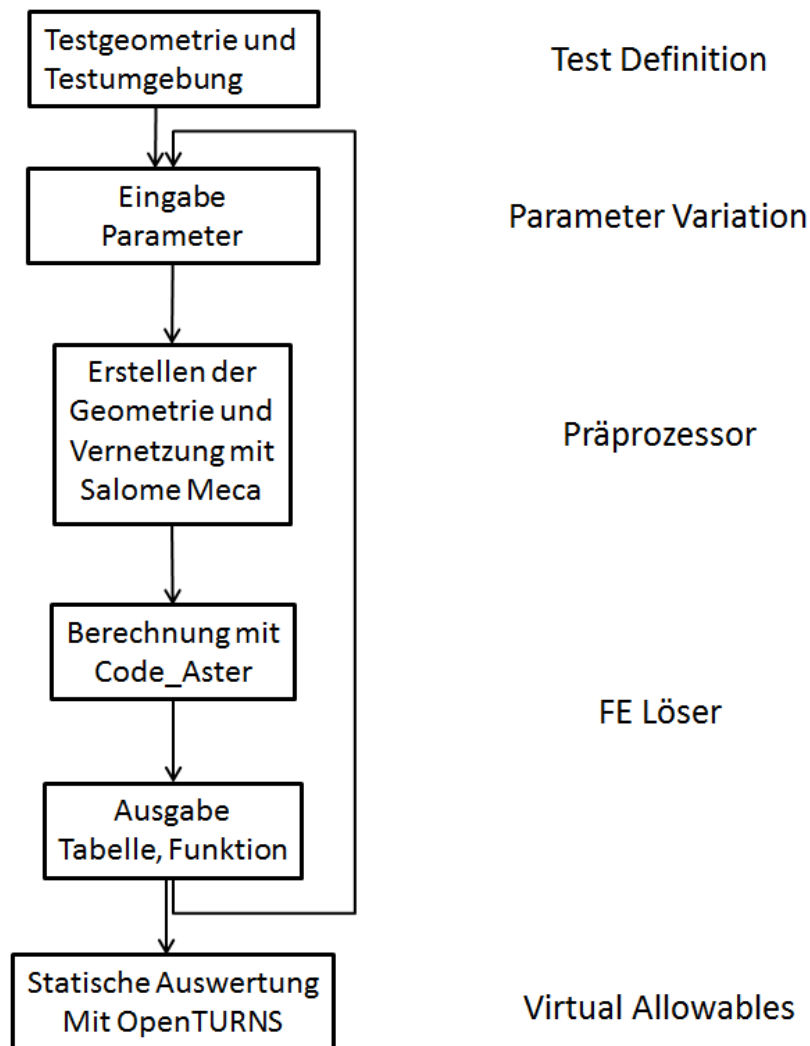 Testgeometrie und
Testumgebung
Test Definition
Eingabe
Parameter
Parameter Variation
Erstellen der
Geometrie und
Vernetzung mit
Salome Meca
Präprozessor
Berechnung mit
Code_Aster
FE Löser
Ausgabe
Tabelle, Funktion
Statische Auswertung
Mit OpenTURNS
Virtual Allowables